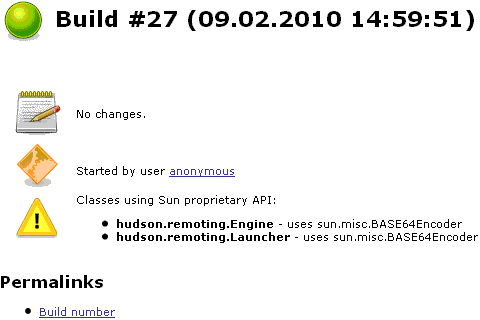 Build #27 (09.02.2010 14:59:51)
No changes.
Started by user anonymous
Classes using Sun proprietary API:
hudson.remoting.Engine - uses sun.misc.BASE64Encoder
hudson.remoting.Launcher - uses sun.misc.BASE64Encoder
Permalinks
Build number